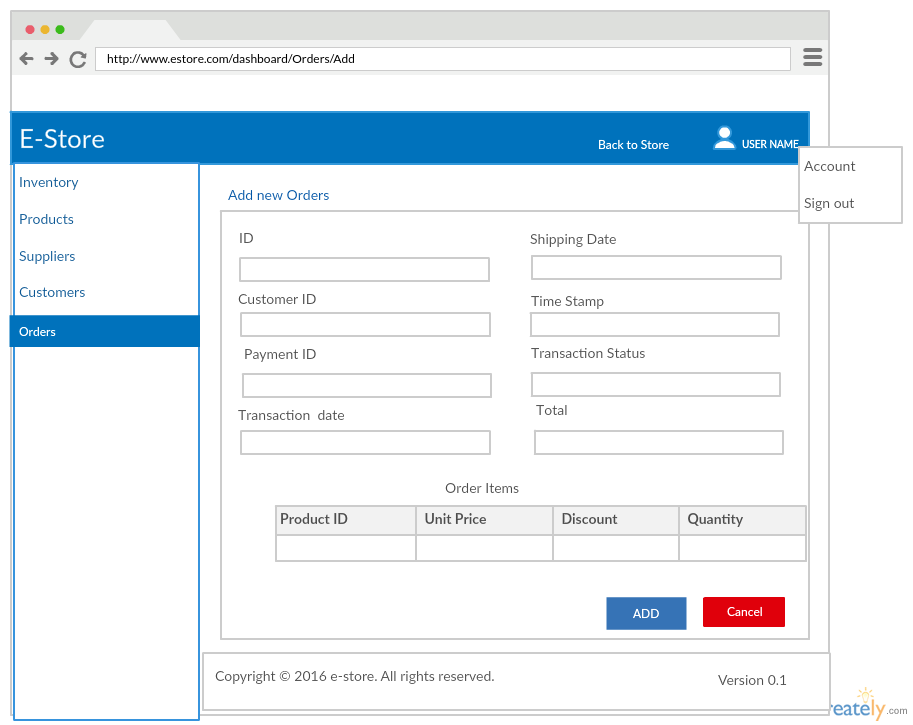 http://www.estore.com/dashboard/Orders/Add
E-Store
Back to Store
USER NAME
Account
Sign out
Inventory
Products
Suppliers
Customers
Orders
Add new Orders
ID
Shipping Date
Customer ID
Time Stamp
Payment ID
Transaction Status
Transaction  date
Total
Order Items
Product ID Unit Price Discount Quantity
ADD Cancel
Copyright © 2016 e-store. All rights reserved.
Version 0.1
reately.com